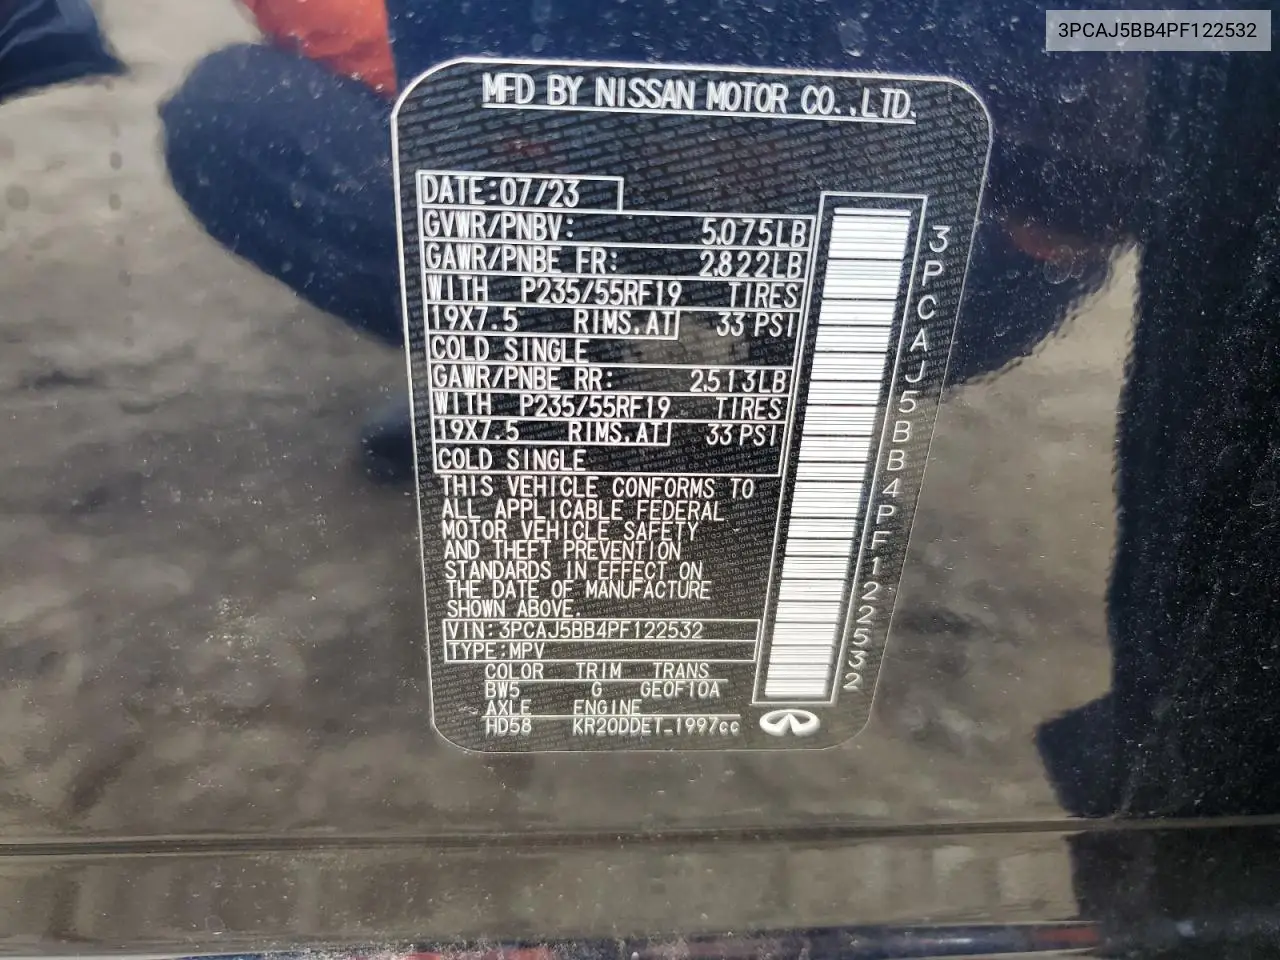 3PCAJ5BB4PF122532
MFD BY NISSAN MOTOR CO.,LTD.
DATE:07/23
GVWR/PNBV: 5.075LB
GAWR/PNBE FR: 2.822LB
WITH P235/55RF19 TIRES
19X7.5 RIMS.AT 33 PSI
COLD SINGLE
GAWR/PNBE RR: 2.513LB
WITH P235/55RF19 TIRES
19X7.5 RIMS.AT 33 PSI
COLD SINGLE
THIS VEHICLE CONFORMS TO
ALL APPLICABLE FEDERAL
MOTOR VEHICLE SAFETY
AND THEFT PREVENTION
STANDARDS IN EFFECT ON
THE DATE OF MANUFACTURE
SHOWN ABOVE.
VIN:3PCAJ5BB4PF122532
TYPE:MPV
COLOR TRIM TRANS
BW5 G GE0F10A
AXLE ENGINE
HD58 KR20DDET_1997cc
3PCAJ5BB4PF122532